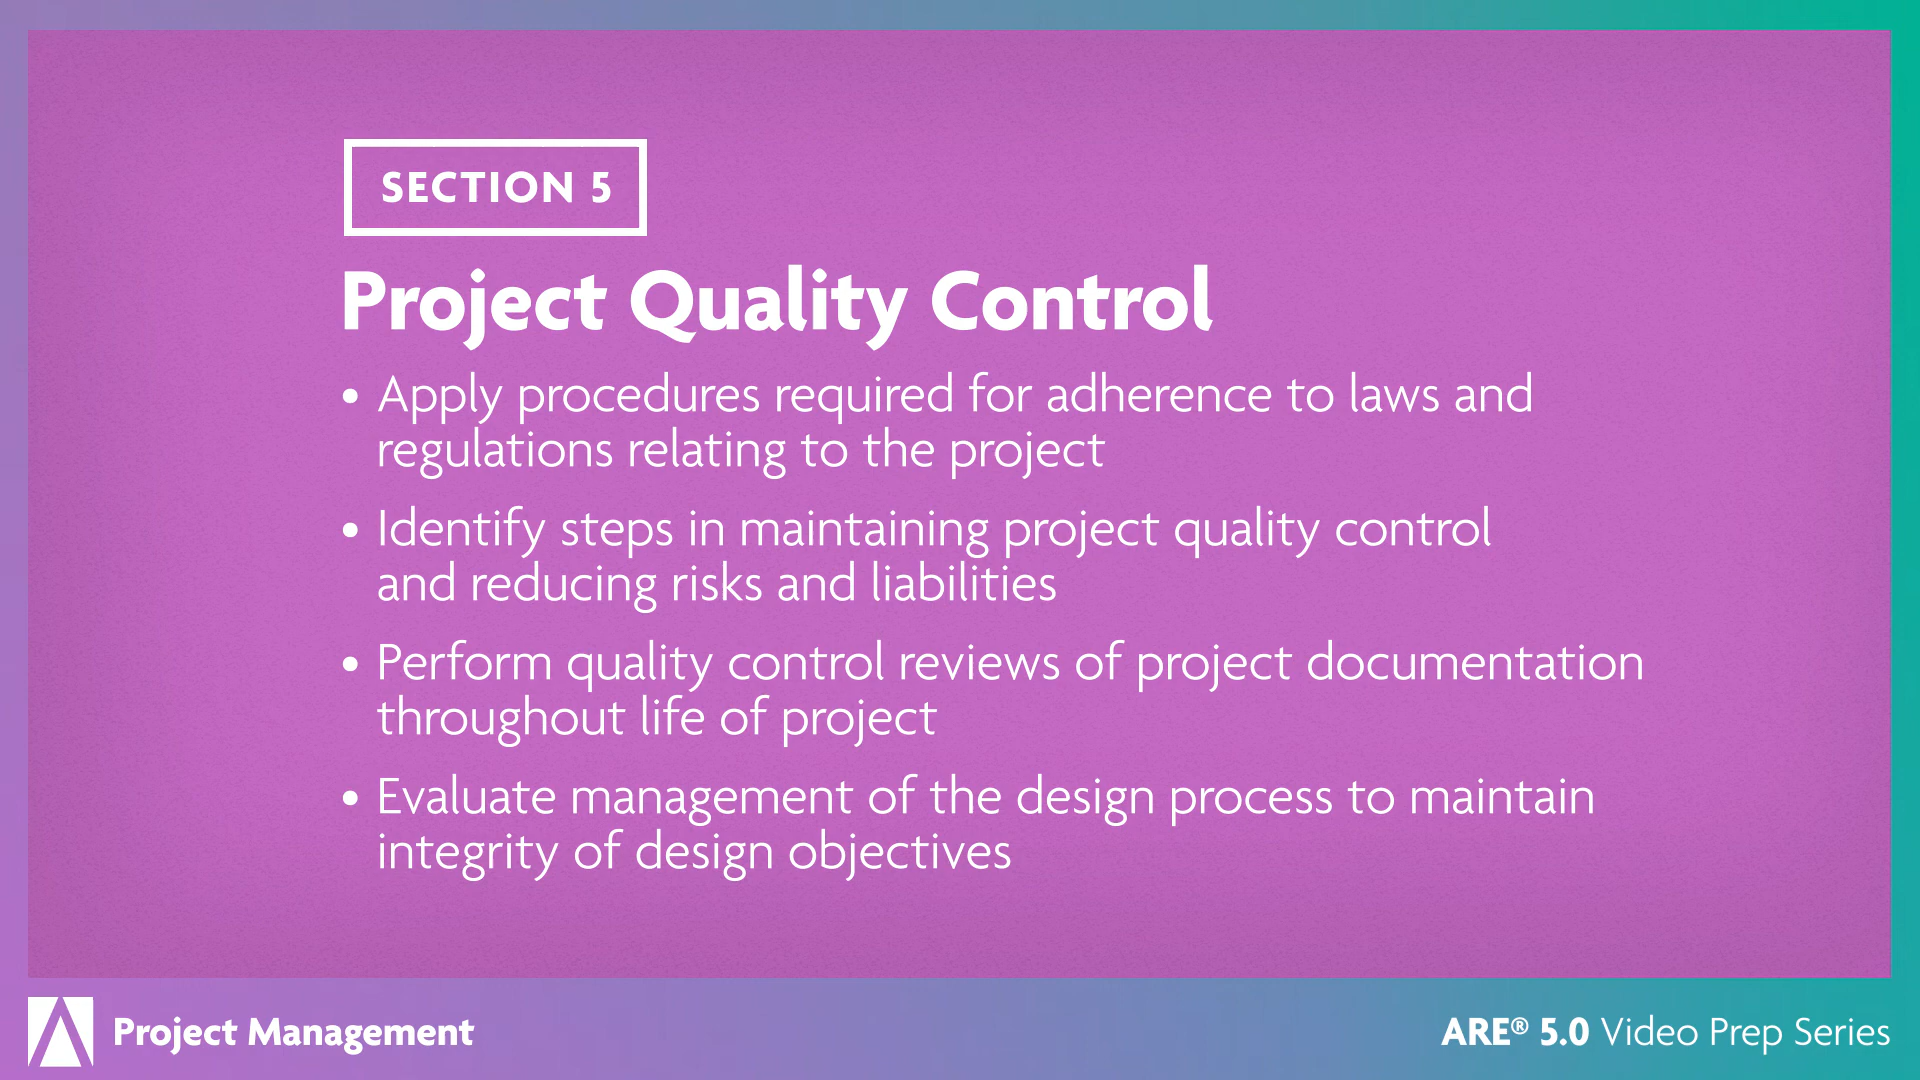 SECTION 5
Project Quality Control
• Apply procedures required for adherence to laws and
regulations relating to the project
• Identify steps in maintaining project quality control
and reducing risks and liabilities
• Perform quality control reviews of project documentation
throughout life of project
• Evaluate management of the design process to maintain
integrity of design objectives
Project Management
ARE® 5.0 Video Prep Series